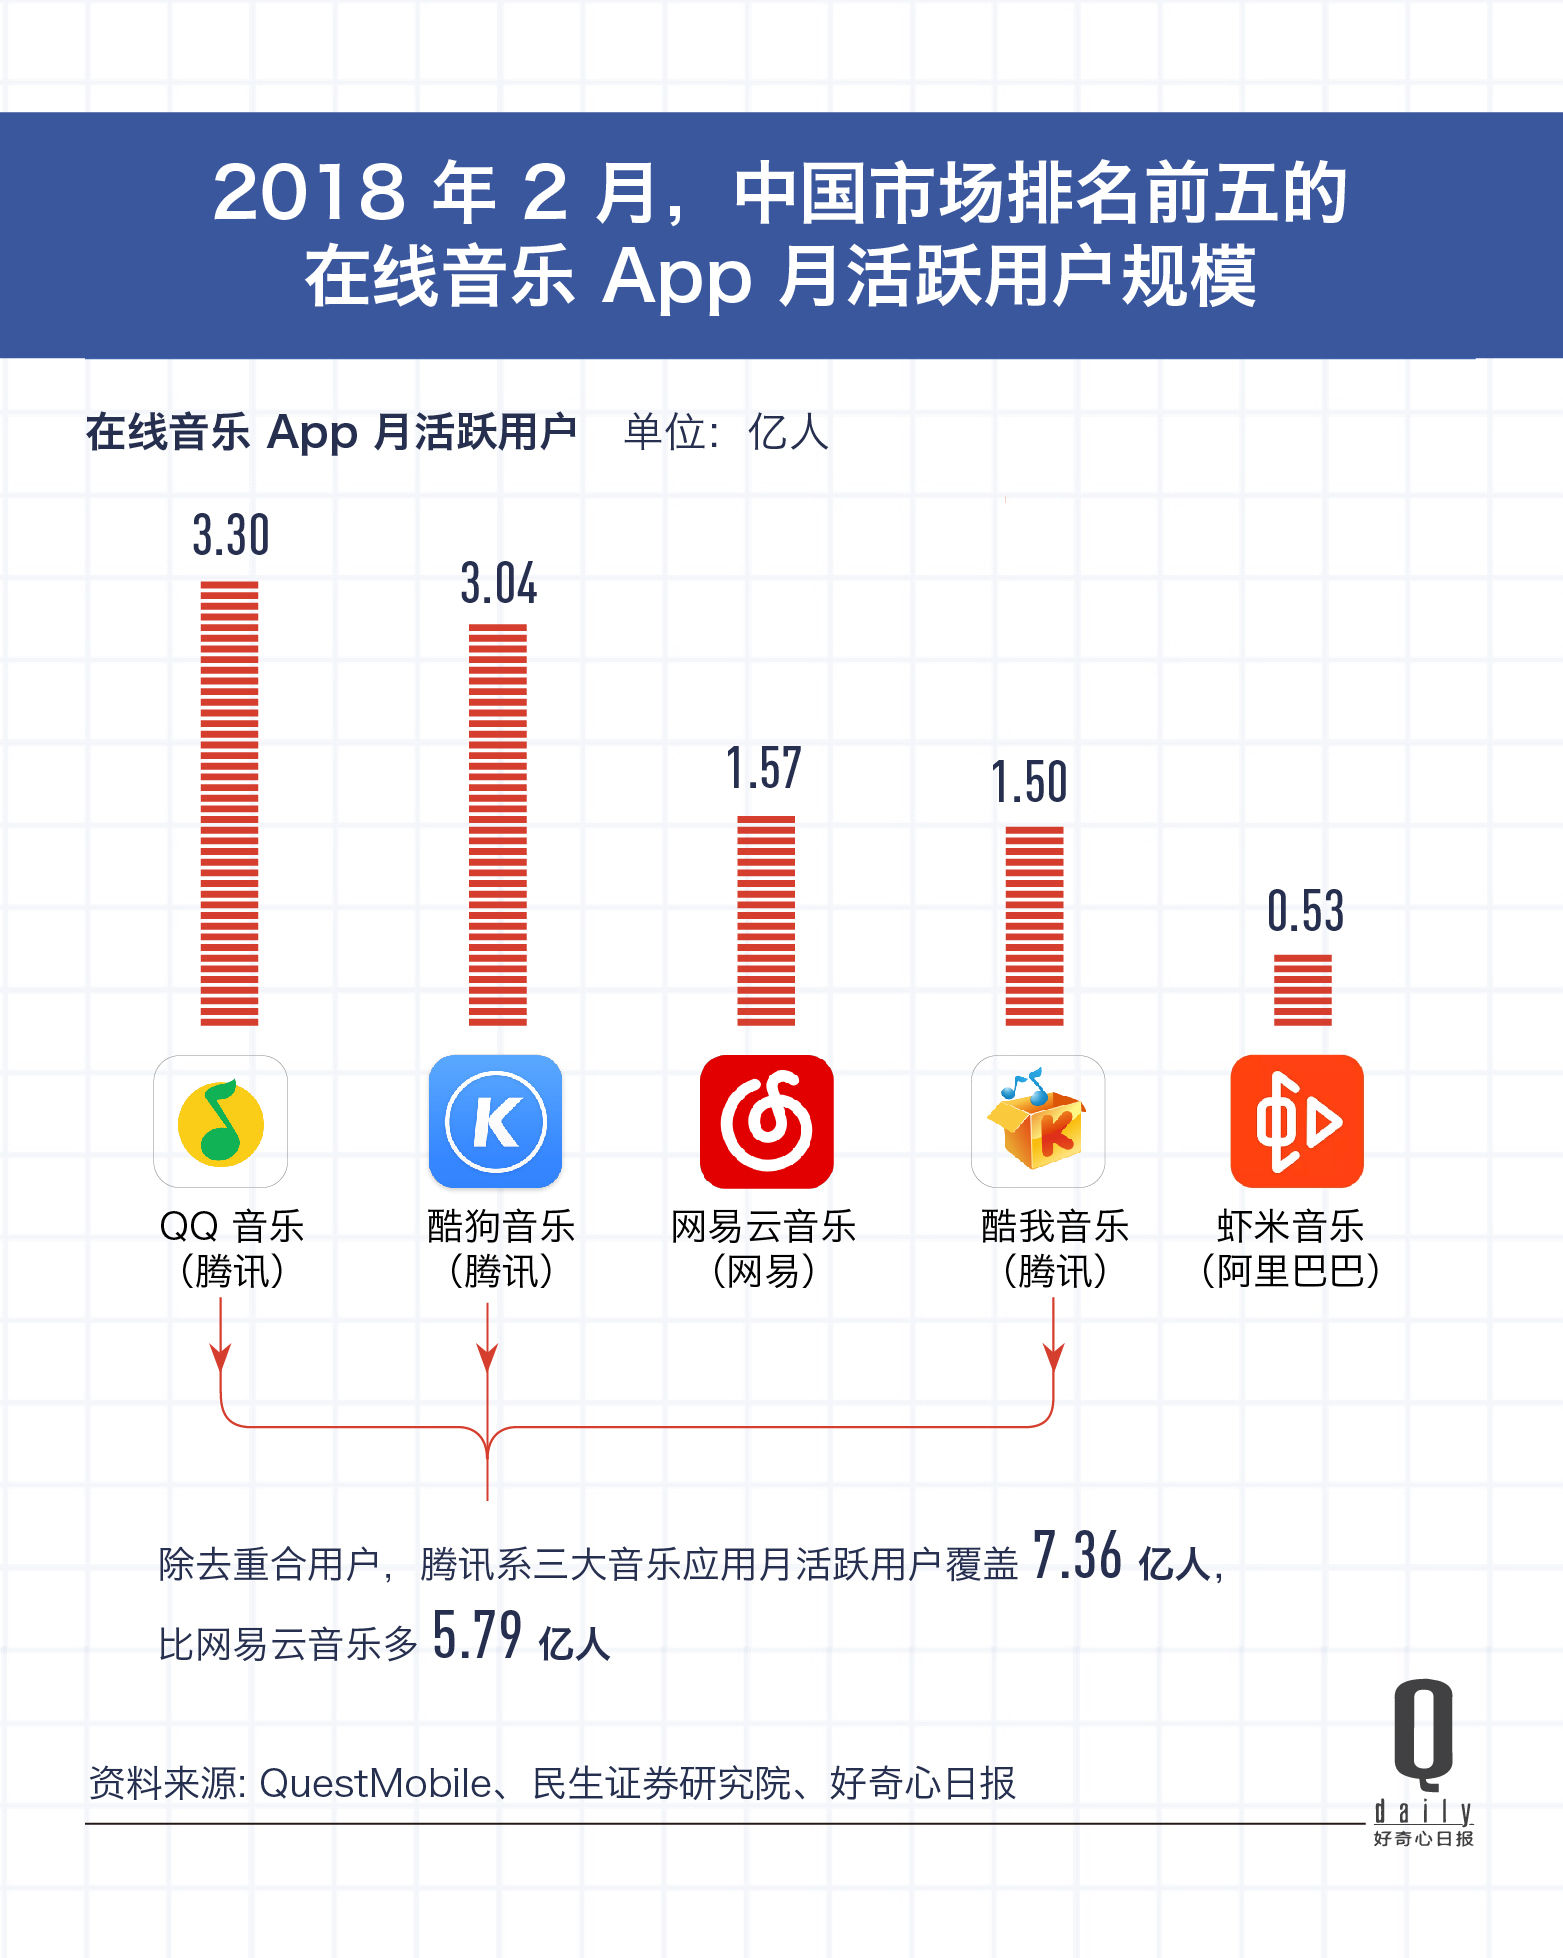 2018 年 2 月，中国市场排名前五的
在线音乐 App 月活跃用户规模
在线音乐 App 月活跃用户 单位：亿人
3.30
3.04
1.57
1.50
0.53
K
K
QQ 音乐
（腾讯）
酷狗音乐
（腾讯）
网易云音乐
（网易）
酷我音乐
（腾讯）
虾米音乐
（阿里巴巴）
除去重合用户，腾讯系三大音乐应用月活跃用户覆盖 7.36 亿人，
比网易云音乐多 5.79 亿人
资料来源: QuestMobile、民生证券研究院、好奇心日报
Q
daily
好奇心日报